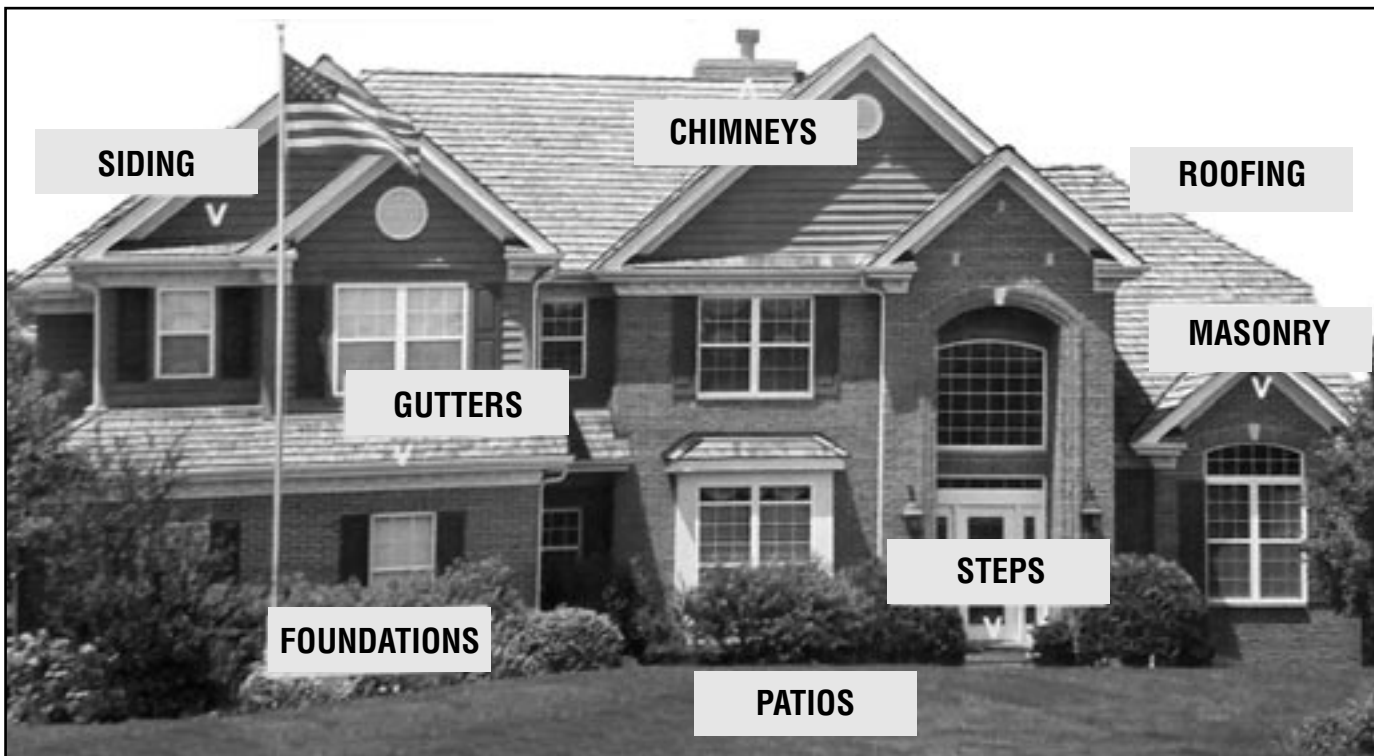 CHIMNEYS
SIDING
ROOFING
MASONRY
GUTTERS
STEPS
FOUNDATIONS
PATIOS